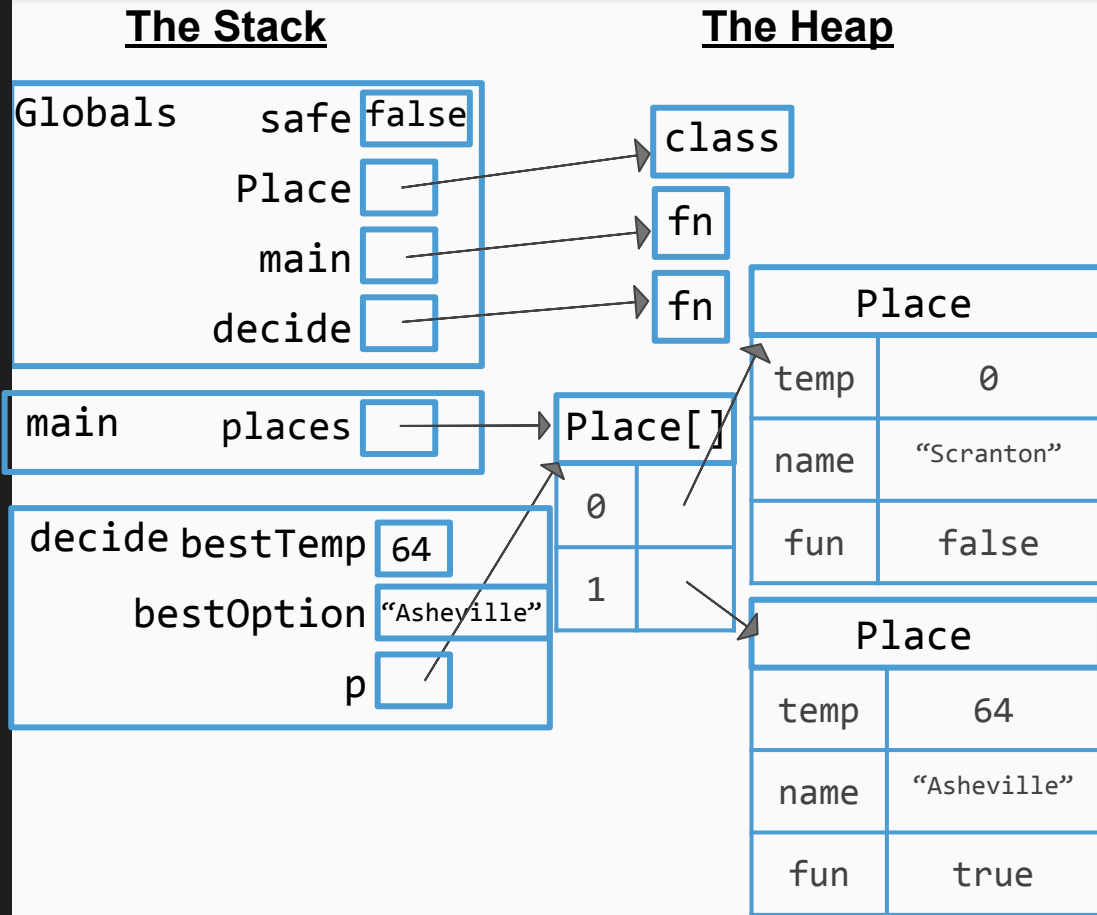 The Stack
The Heap
Globals
safe false
Place
main
decide
class
fn
fn
main places
decide bestTemp 64
bestOption “Asheville”
p
Place[]
0
1
Place
temp 0
name “Scranton”
fun false
Place
temp 64
name “Asheville”
fun true